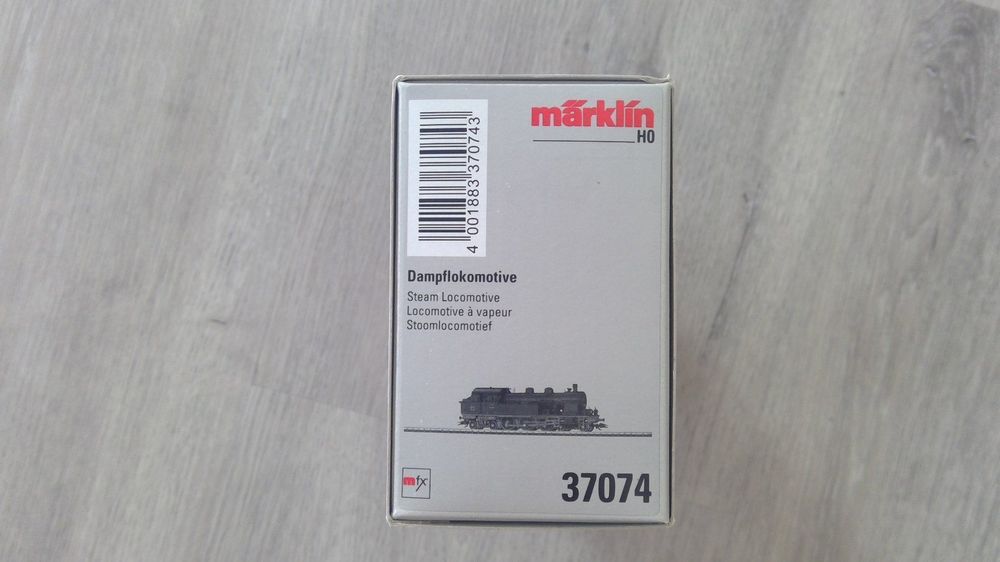 märklin
H0
4 001883 370743
Dampflokomotive
Steam Locomotive
Locomotive à vapeur
Stoomlocomotief
mfx
37074